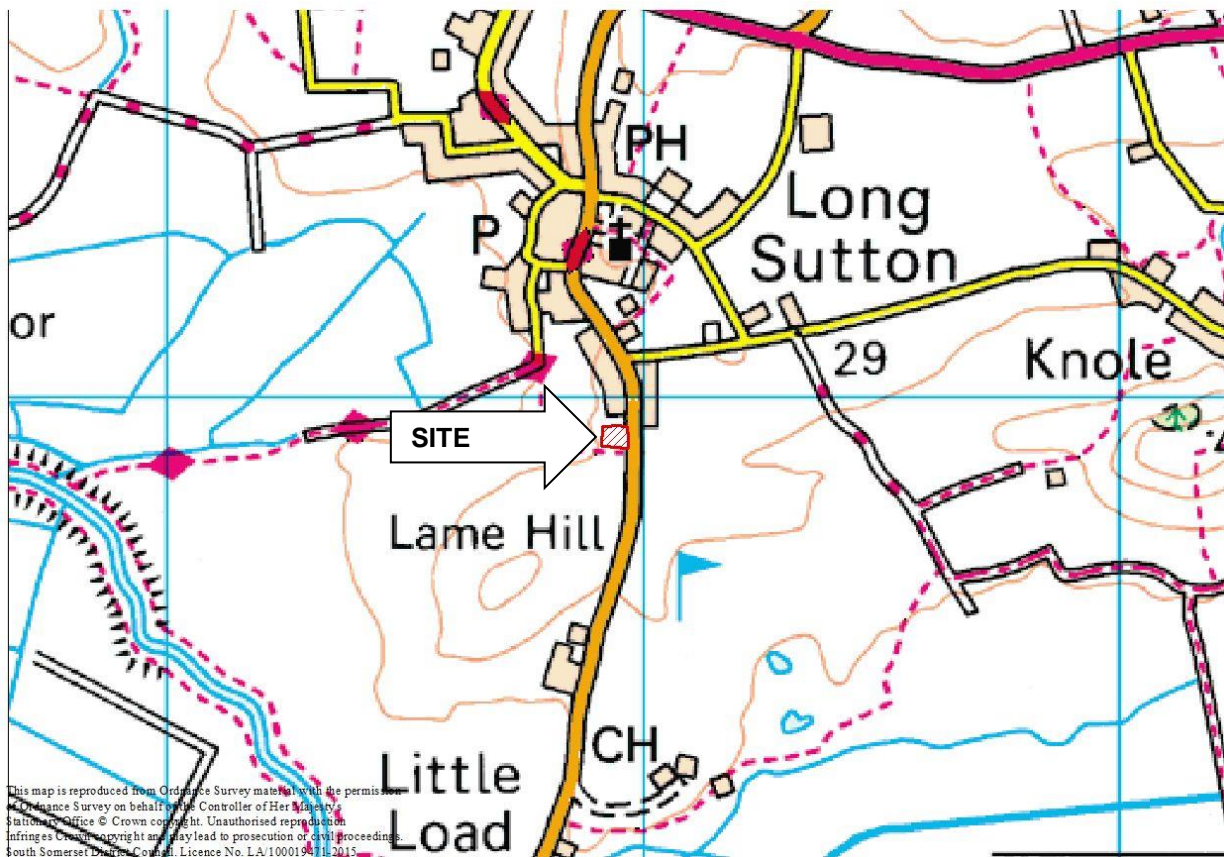 PH
Long
Sutton
P
or
29
Knole
SITE
Lame Hill
CH
Little
Load
This map is reproduced from Ordnance Survey material with the permission
of Ordnance Survey on behalf of the Controller of Her Majesty's
Stationary Office © Crown copyright. Unauthorised reproduction
infringes Crown copyright and may lead to prosecution or civil proceedings.
South Somerset District Council. Licence No. LA/100019471-2015